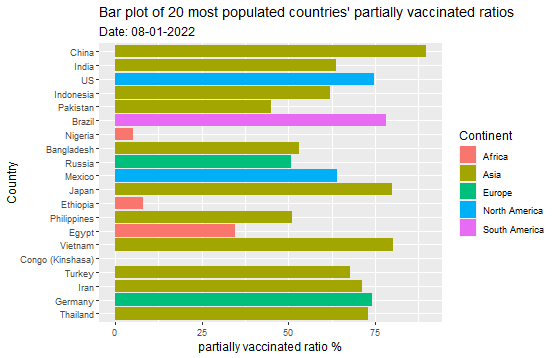 Bar plot of 20 most populated countries' partially vaccinated ratios
Date: 08-01-2022
Country
China
India
US
Indonesia
Pakistan
Brazil
Nigeria
Bangladesh
Russia
Mexico
Japan
Ethiopia
Philippines
Egypt
Vietnam
Congo (Kinshasa)
Turkey
Iran
Germany
Thailand
0 25 50 75
partially vaccinated ratio %
Continent
Africa
Asia
Europe
North America
South America